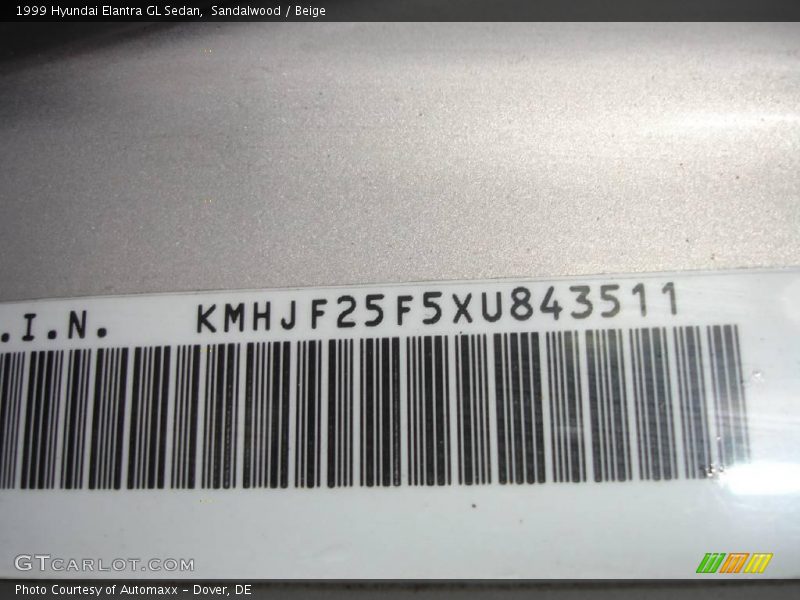 1999 Hyundai Elantra GL Sedan, Sandalwood / Beige
.I.N. KMHJF25F5XU843511
GTCARLOT.COM
Photo Courtesy of Automaxx - Dover, DE